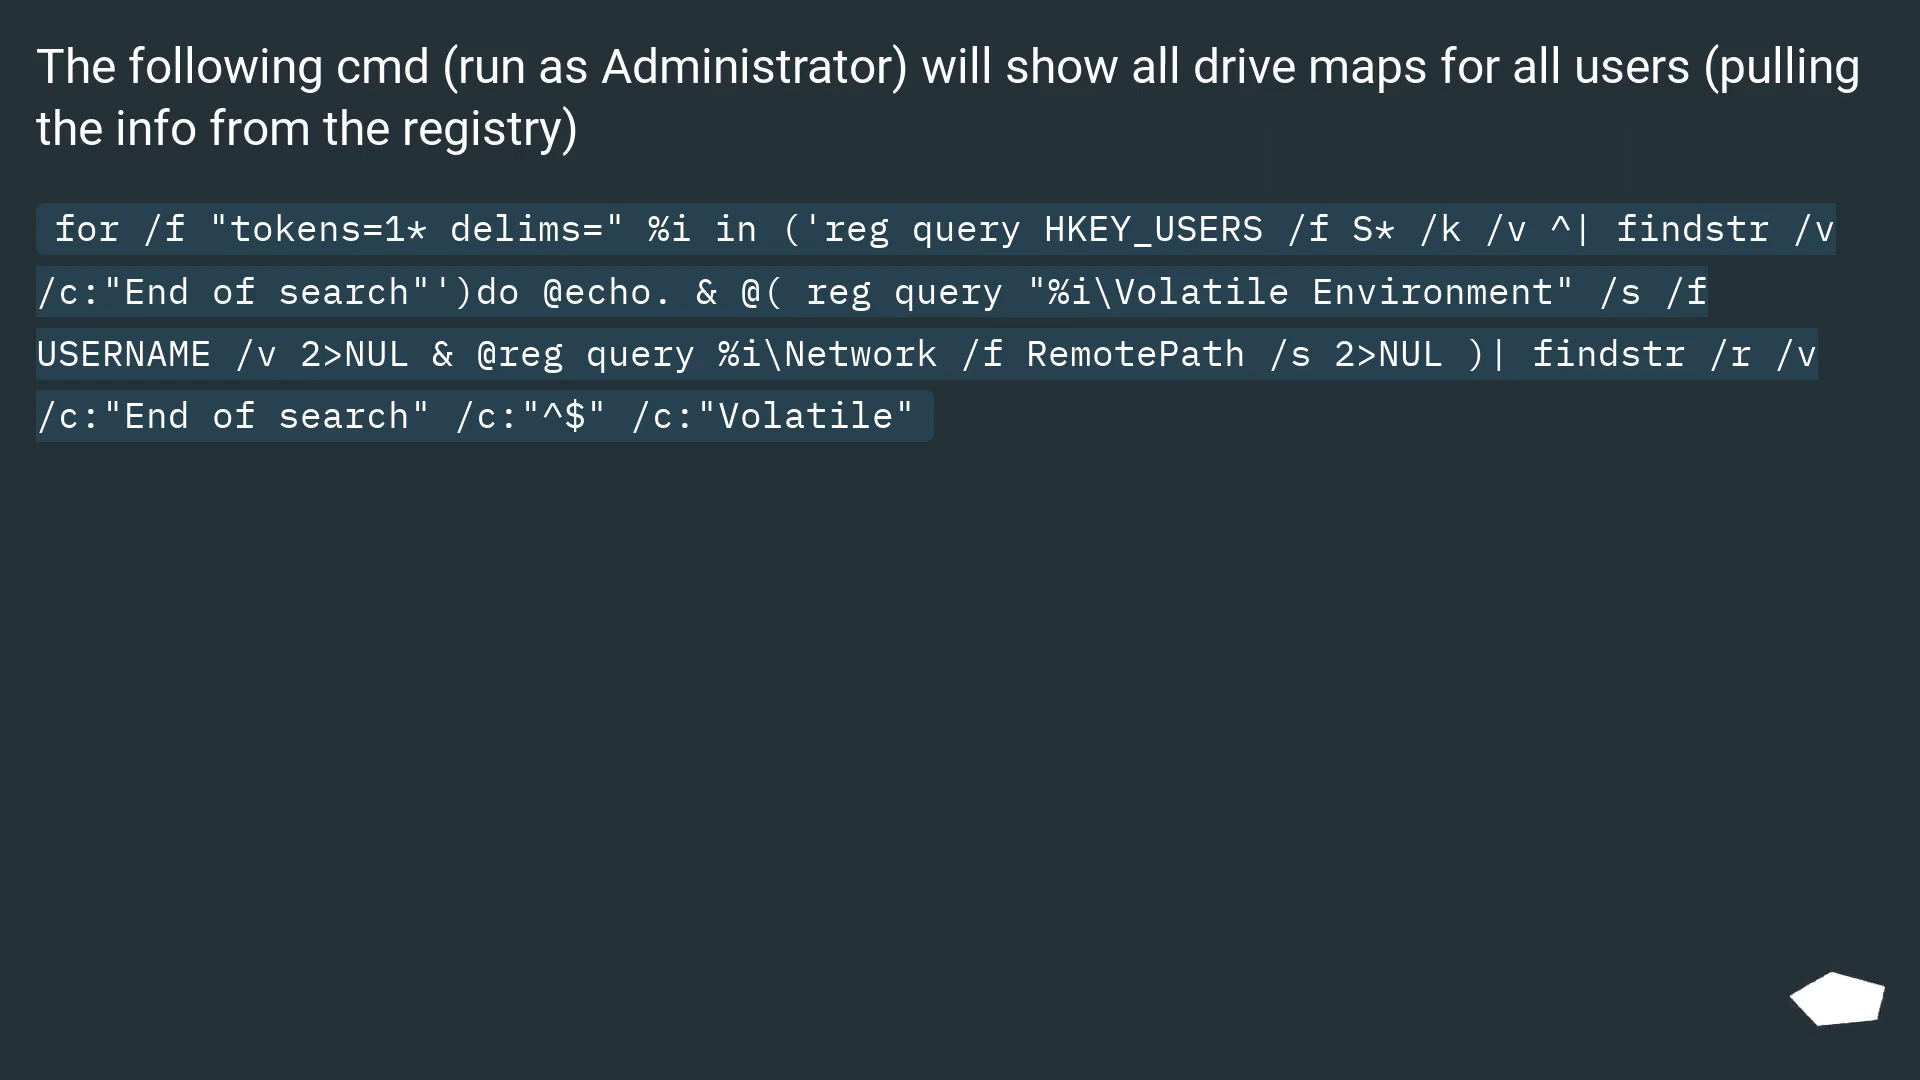 The following cmd (run as Administrator) will show all drive maps for all users (pulling
the info from the registry)
for /f "tokens=1* delims=" %i in ('reg query HKEY_USERS /f S* /k /v ^| findstr /v
/c:"End of search"')do @echo. & @( reg query "%i\Volatile Environment" /s /f
USERNAME /v 2>NUL & @reg query %i\Network /f RemotePath /s 2>NUL )| findstr /r /v
/c:"End of search" /c:"^$" /c:"Volatile"